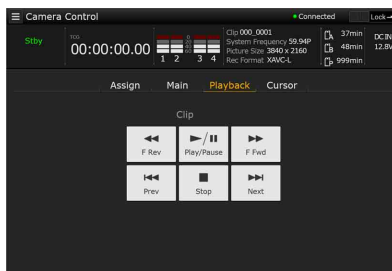 Camera Control
Connected
Lock
Stby
TCG
00:00:00.00
1 2 3 4
Clip 000_0001
System Frequency 59.94P
Picture Size 3840 x 2160
Rec Format XAVC-L
A 37min
B 48min
999min
DC IN
12.8V
Assign Main Playback Cursor
Clip
F Rev Play/Pause F Fwd
Prev Stop Next